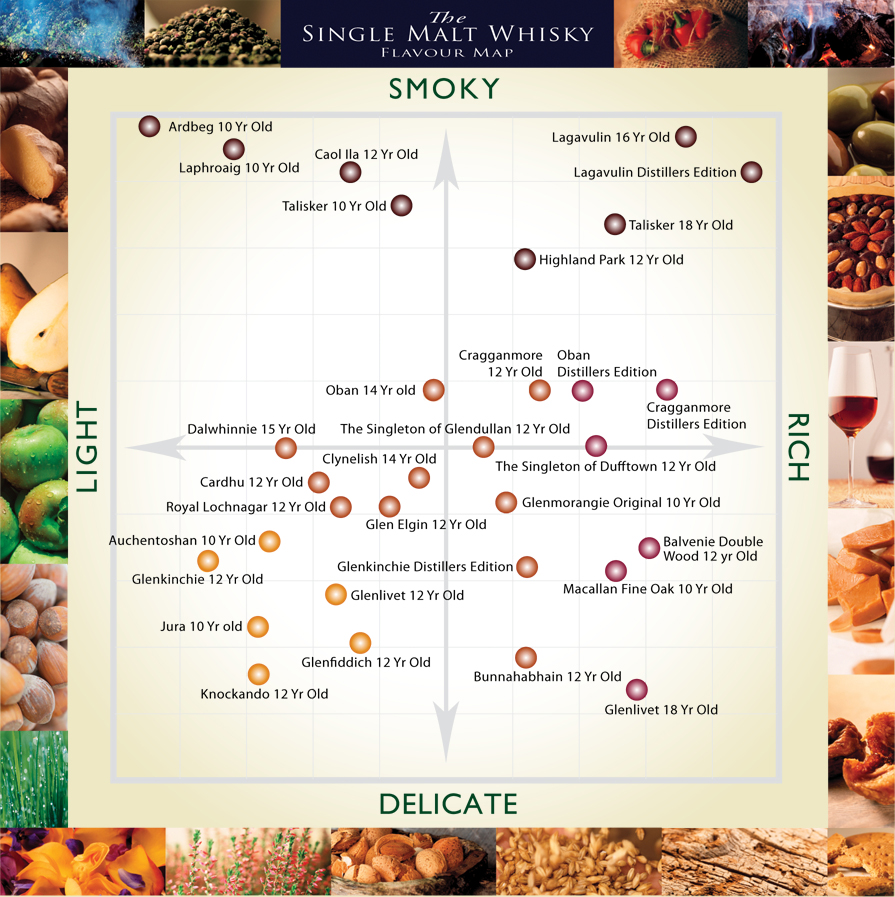 The
SINGLE MALT WHISKY
FLAVOUR MAP
SMOKY
Ardbeg 10 Yr Old
Lagavulin 16 Yr Old
Laphroaig 10 Yr Old
Caol Ila 12 Yr Old
Lagavulin Distillers Edition
Talisker 10 Yr Old
Talisker 18 Yr Old
Highland Park 12 Yr Old
Cragganmore
12 Yr Old
Oban
Distillers Edition
Oban 14 Yr old
Cragganmore
Distillers Edition
LIGHT
RICH
Dalwhinnie 15 Yr Old
The Singleton of Glendullan 12 Yr Old
Clynelish 14 Yr Old
The Singleton of Dufftown 12 Yr Old
Cardhu 12 Yr Old
Royal Lochnagar 12 Yr Old
Glen Elgin 12 Yr Old
Glenmorangie Original 10 Yr Old
Auchentoshan 10 Yr Old
Balvenie Double
Wood 12 yr Old
Glenkinchie 12 Yr Old
Glenkinchie Distillers Edition
Macallan Fine Oak 10 Yr Old
Glenlivet 12 Yr Old
Jura 10 Yr old
Glenfiddich 12 Yr Old
Bunnahabhain 12 Yr Old
Knockando 12 Yr Old
Glenlivet 18 Yr Old
DELICATE